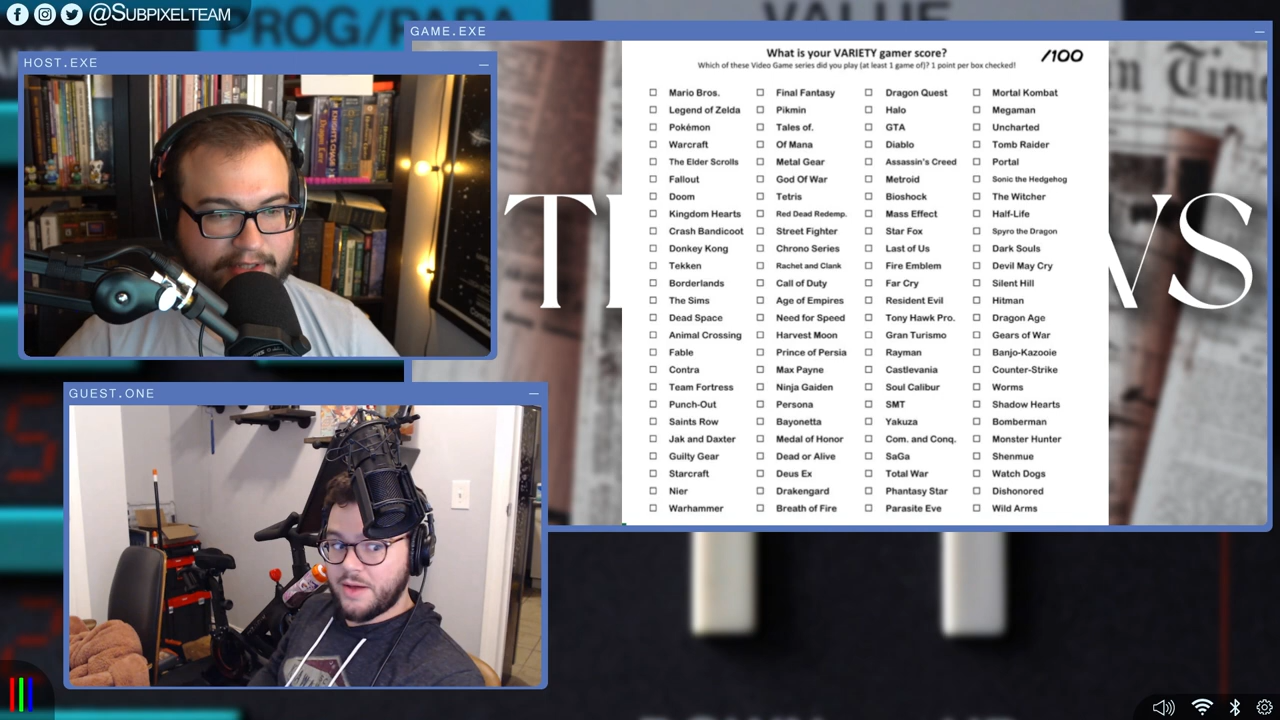 @SUBPIXELTEAM
PROG/PARA
VALUE
GAME.EXE
HOST.EXE
What is your VARIETY gamer score?
/100
Which of these Video Game series did you play (at least 1 game of)? 1 point per box checked!
Mario Bros. Final Fantasy Dragon Quest Mortal Kombat
Legend of Zelda Pikmin Halo Megaman
Pokémon Tales of. GTA Uncharted
Warcraft Of Mana Diablo Tomb Raider
The Elder Scrolls Metal Gear Assassin's Creed Portal
Fallout God Of War Metroid Sonic the Hedgehog
Doom Tetris Bioshock The Witcher
Kingdom Hearts Red Dead Redemp. Mass Effect Half-Life
Crash Bandicoot Street Fighter Star Fox Spyro the Dragon
Donkey Kong Chrono Series Last of Us Dark Souls
Tekken Rachet and Clank Fire Emblem Devil May Cry
Borderlands Call of Duty Far Cry Silent Hill
The Sims Age of Empires Resident Evil Hitman
Dead Space Need for Speed Tony Hawk Pro. Dragon Age
Animal Crossing Harvest Moon Gran Turismo Gears of War
Fable Prince of Persia Rayman Banjo-Kazooie
Contra Max Payne Castlevania Counter-Strike
Team Fortress Ninja Gaiden Soul Calibur Worms
Punch-Out Persona SMT Shadow Hearts
Saints Row Bayonetta Yakuza Bomberman
Jak and Daxter Medal of Honor Com. and Conq. Monster Hunter
Guilty Gear Dead or Alive SaGa Shenmue
Starcraft Deus Ex Total War Watch Dogs
Nier Drakengard Phantasy Star Dishonored
Warhammer Breath of Fire Parasite Eve Wild Arms
GUEST.ONE